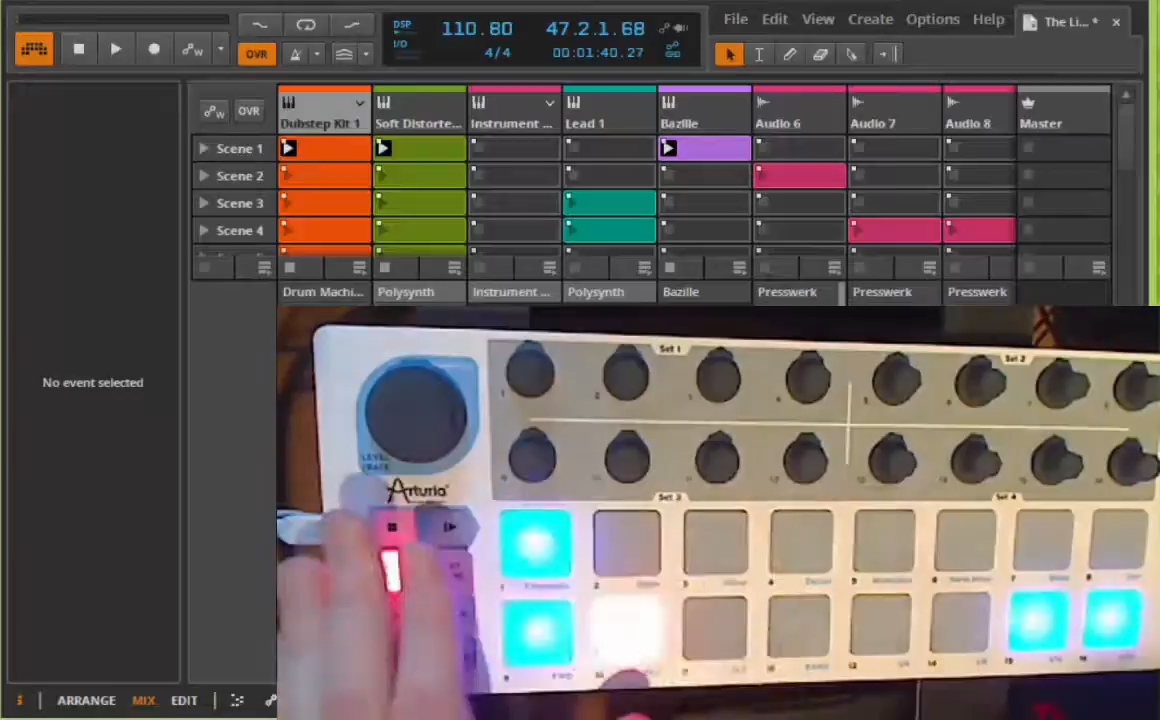 DSP
I/O
110.80
47.2.1.68
4/4
00:01:40.27
OVR
File Edit View Create Options Help
The Li... *
OVR
Dubstep Kit 1
Soft Distorte...
Instrument ...
Lead 1
Bazille
Audio 6
Audio 7
Audio 8
Master
Scene 1
Scene 2
Scene 3
Scene 4
Drum Machi...
Polysynth
Instrument ...
Polysynth
Bazille
Presswerk
Presswerk
Presswerk
No event selected
ARRANGE MIX EDIT
Set 1
Set 2
Arturia
Set 3
Set 4